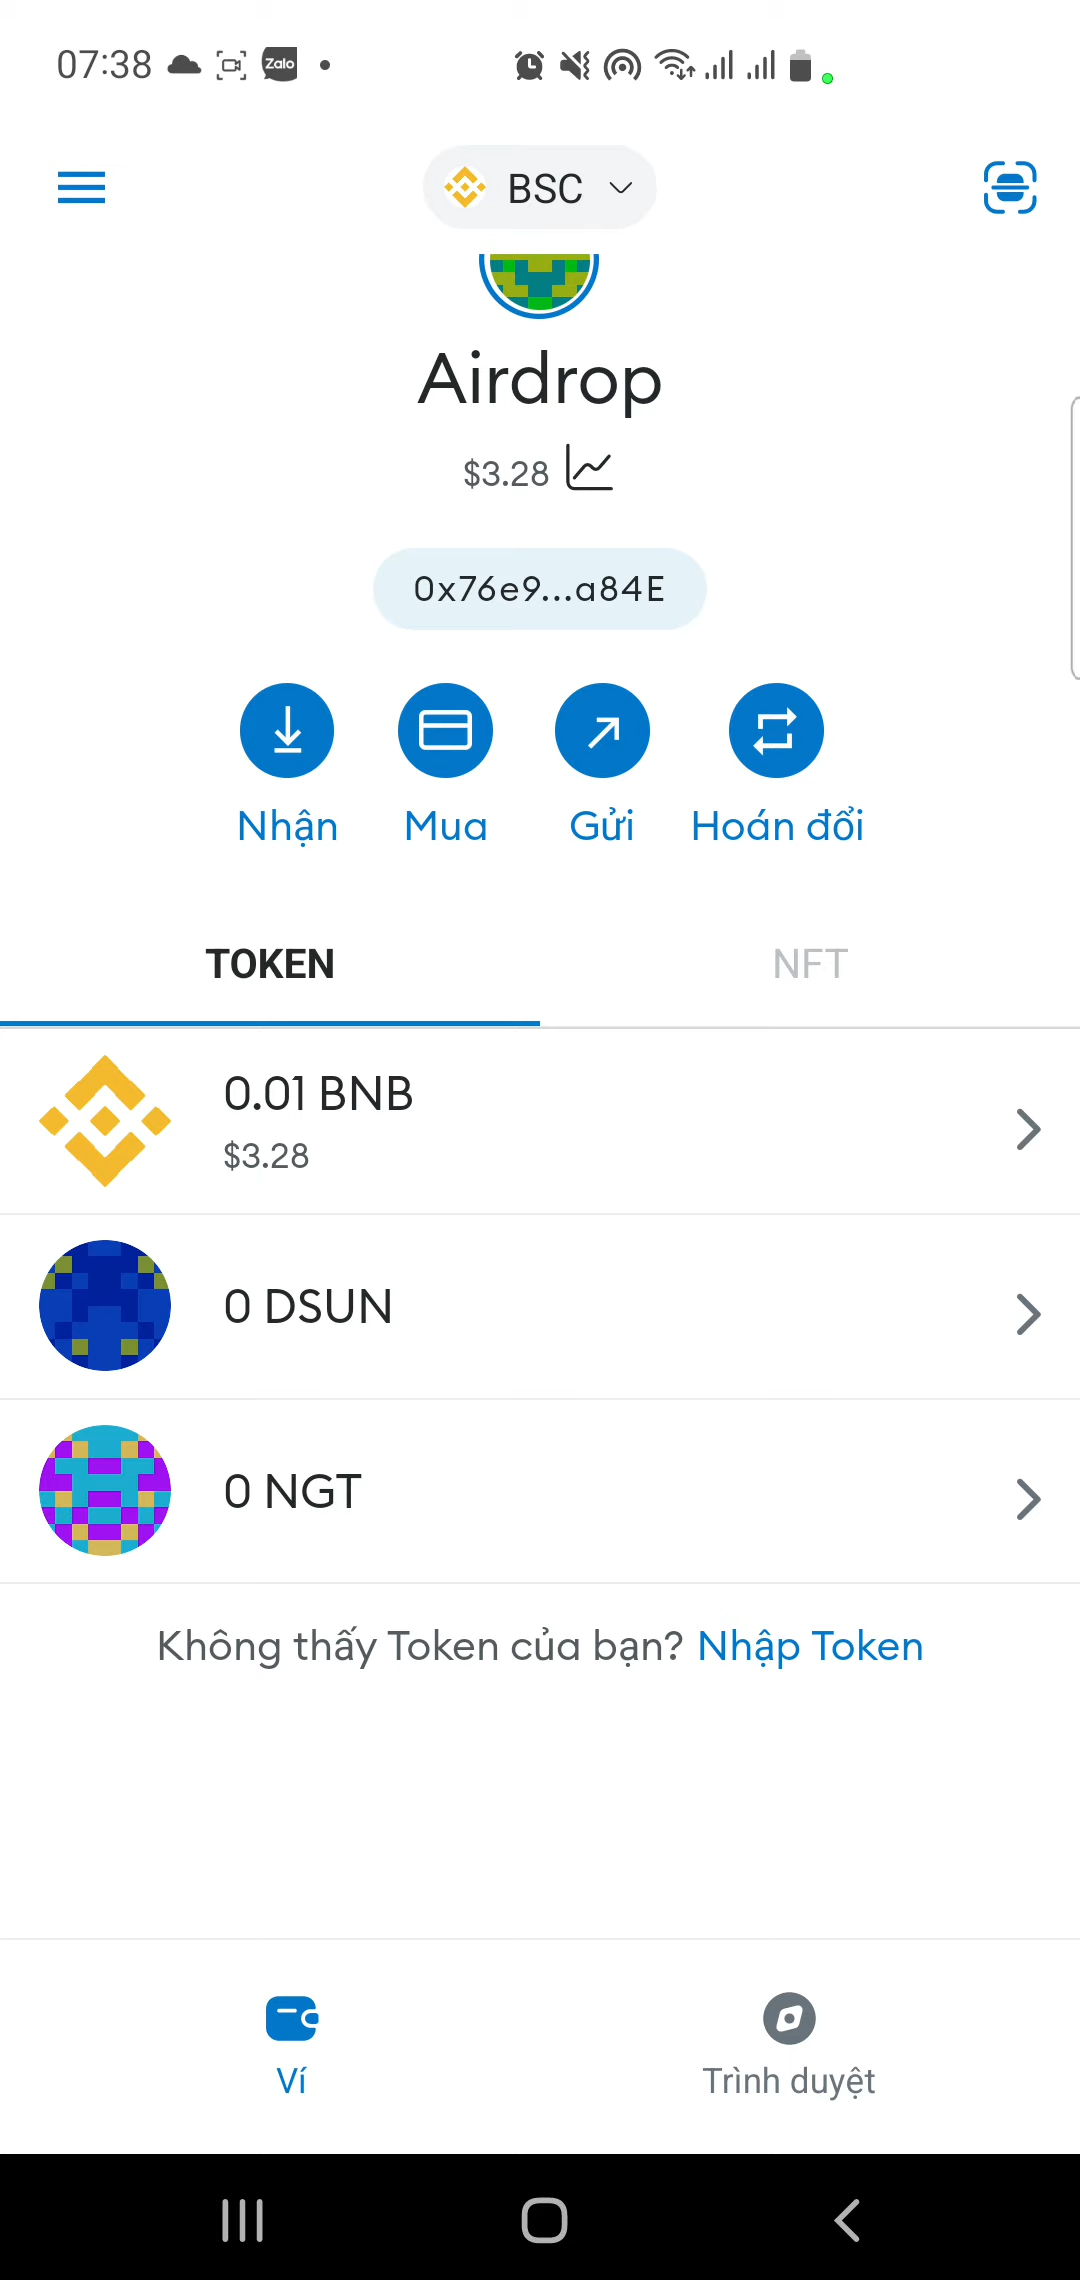 07:38
Zalo
BSC
Airdrop
$3.28
0x76e9...a84E
Nhận
Mua
Gửi
Hoán đổi
TOKEN
NFT
0.01 BNB
$3.28
0 DSUN
0 NGT
Không thấy Token của bạn? Nhập Token
Ví
Trình duyệt